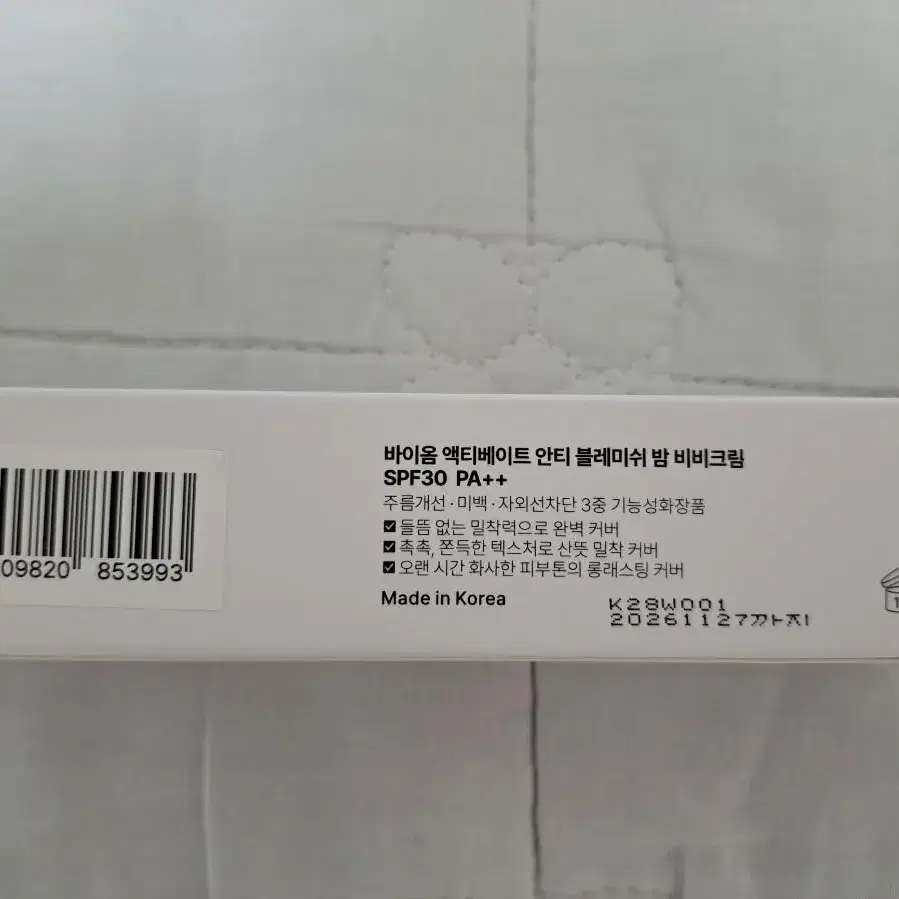 바이옴 액티베이트 안티 블레미쉬 밤 비비크림
SPF30 PA++
주름개선·미백·자외선차단 3중 기능성화장품
☑ 들뜸 없는 밀착력으로 완벽 커버
☑ 촉촉, 쫀득한 텍스처로 산뜻 밀착 커버
☑ 오랜 시간 화사한 피부톤의 롱래스팅 커버
Made in Korea
K28W001
20261127까지
09820 853993